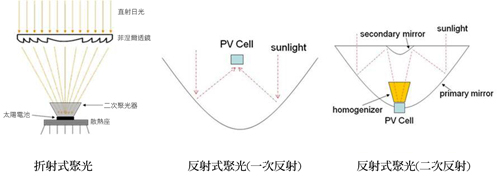 直射日光
菲涅爾透鏡
二次聚光器
太陽電池
散熱座
折射式聚光
PV Cell
sunlight
反射式聚光(一次反射)
secondary mirror
sunlight
primary mirror
homogenizer
PV Cell
反射式聚光(二次反射)